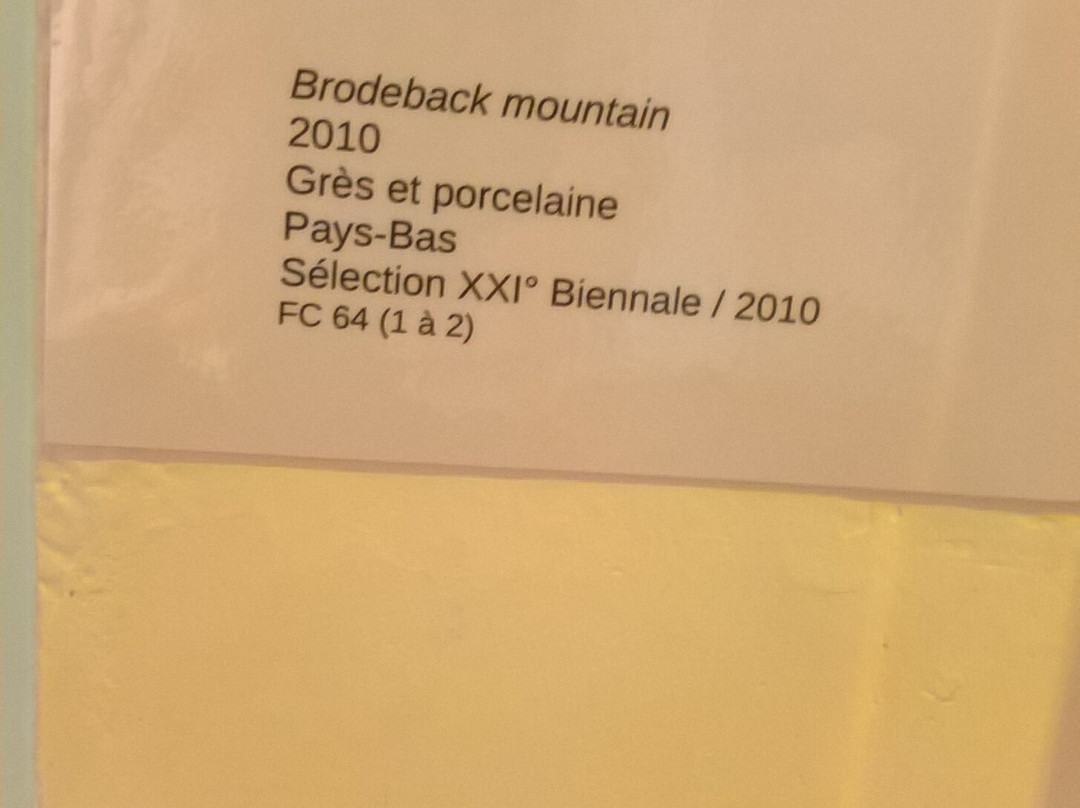 Brodeback mountain
2010
Grès et porcelaine
Pays-Bas
Sélection XXI° Biennale / 2010
FC 64 (1 à 2)